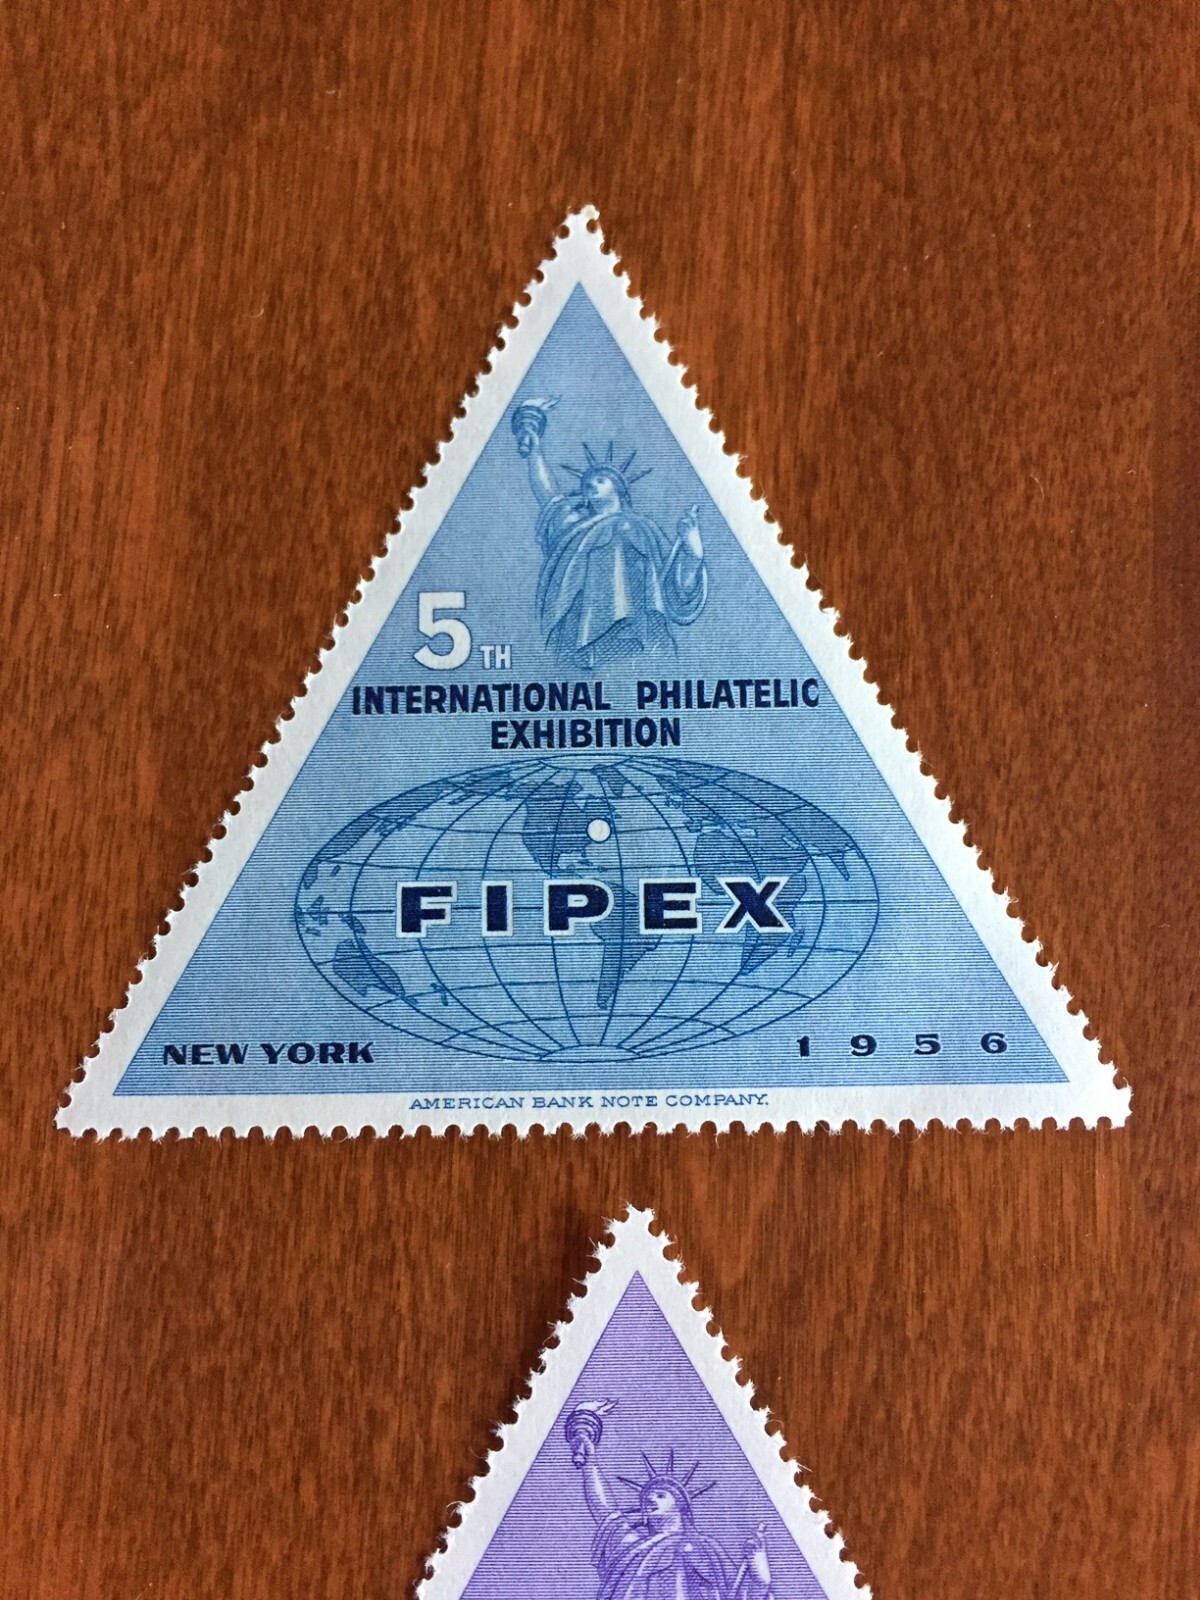 5TH
INTERNATIONAL PHILATELIC
EXHIBITION
FIPEX
NEW YORK 1956
AMERICAN BANK NOTE COMPANY.